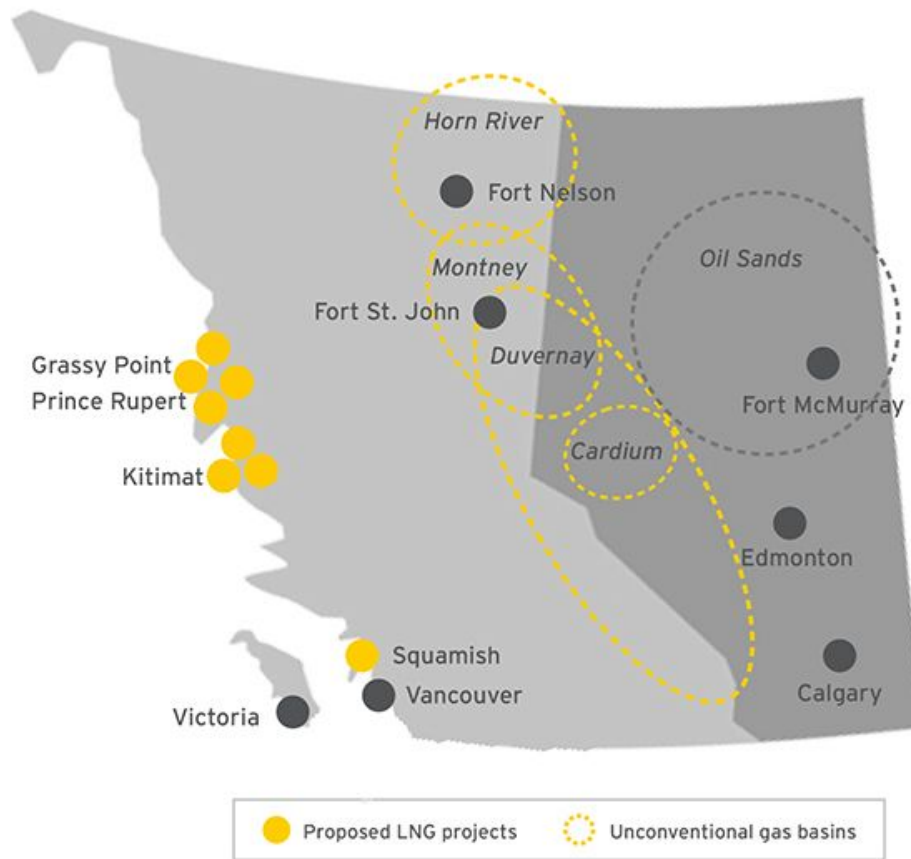 Horn River
Fort Nelson
Montney
Oil Sands
Fort St. John
Duvernay
Grassy Point
Prince Rupert
Fort McMurray
Cardium
Kitimat
Edmonton
Squamish
Calgary
Vancouver
Victoria
Proposed LNG projects
Unconventional gas basins